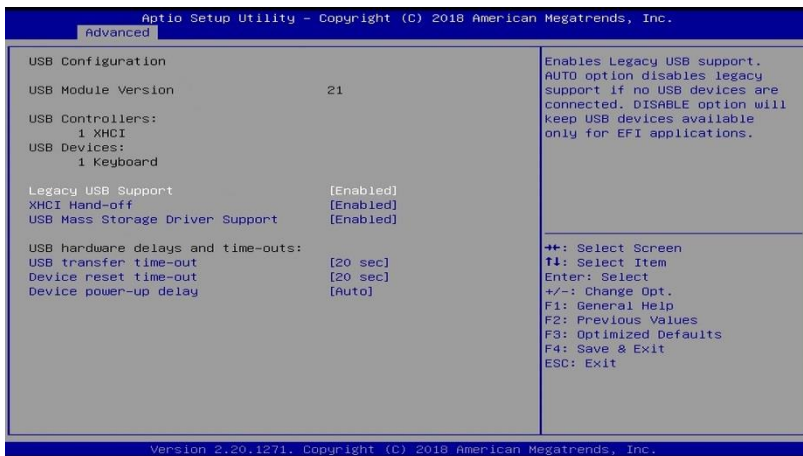 Aptio Setup Utility – Copyright (C) 2018 American Megatrends, Inc.
Advanced
USB Configuration
USB Module Version 21
USB Controllers:
1 XHCI
USB Devices:
1 Keyboard
Legacy USB Support [Enabled]
XHCI Hand-off [Enabled]
USB Mass Storage Driver Support [Enabled]
USB hardware delays and time-outs:
USB transfer time-out [20 sec]
Device reset time-out [20 sec]
Device power-up delay [Auto]
Enables Legacy USB support.
AUTO option disables legacy
support if no USB devices are
connected. DISABLE option will
keep USB devices available
only for EFI applications.
→←: Select Screen
↑↓: Select Item
Enter: Select
+/-: Change Opt.
F1: General Help
F2: Previous Values
F3: Optimized Defaults
F4: Save & Exit
ESC: Exit
Version 2.20.1271. Copyright (C) 2018 American Megatrends, Inc.